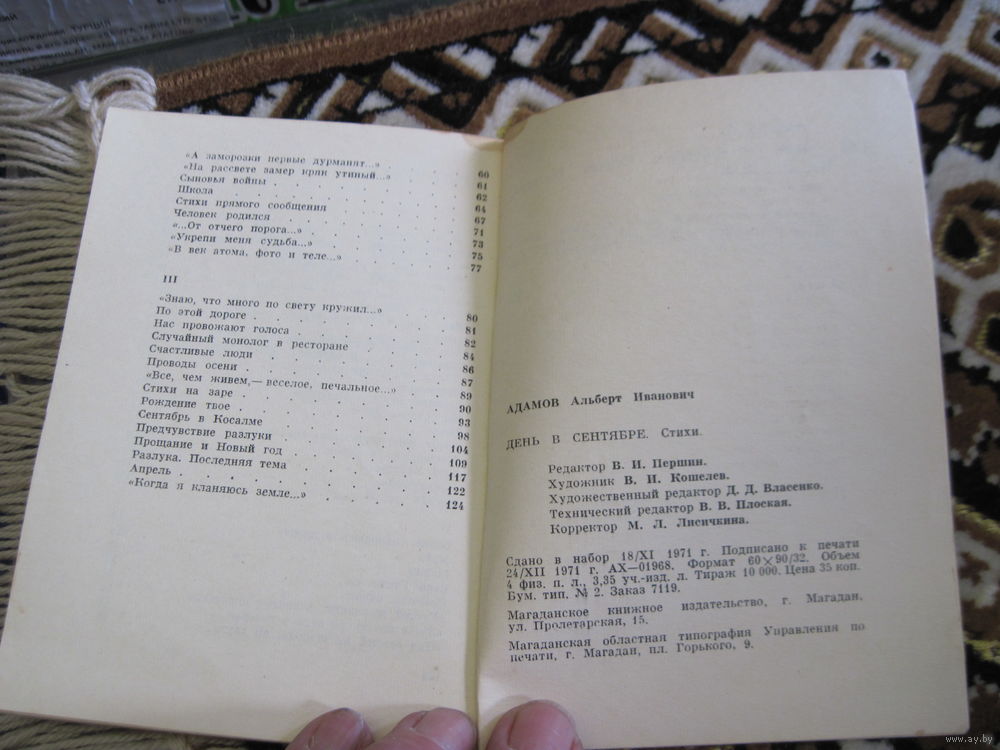 «А заморозки первые дурманят...» . 60
«На рассвете замер кряк утиный...» 61
Сыновья войны 62
Школа 64
Стихи прямого сообщения 67
Человек родился 71
«...От отчего порога...» 73
«Укрепи меня судьба...» 75
«В век атома, фото и теле...» 77
III
«Знаю, что много по свету кружил...» 80
По этой дороге 81
Нас провожают голоса 82
Случайный монолог в ресторане 84
Счастливые люди 86
Проводы осени 87
«Все, чем живем,— веселое, печальное...» 89
Стихи на заре 90
Рождение твое 93
Сентябрь в Косалме 98
Предчувствие разлуки 104
Прощание и Новый год 109
Разлука. Последняя тема 117
Апрель 122
«Когда я кланяюсь земле...» 124
АДАМОВ Альберт Иванович
ДЕНЬ В СЕНТЯБРЕ. Стихи.
Редактор В. И. Першин.
Художник В. И. Кошелев.
Художественный редактор Д. Д. Власенко.
Технический редактор В. В. Плоская.
Корректор М. Л. Лисичкина.
Сдано в набор 18/XI 1971 г. Подписано к печати
24/XII 1971 г. АХ—01968. Формат 60×90/32. Объем
4 физ. п. л., 3,35 уч.-изд. л. Тираж 10 000. Цена 35 коп.
Бум. тип. № 2. Заказ 7119.
Магаданское книжное издательство, г. Магадан,
ул. Пролетарская, 15.
Магаданская областная типография Управления по
печати, г. Магадан, пл. Горького, 9.
www.ay.by